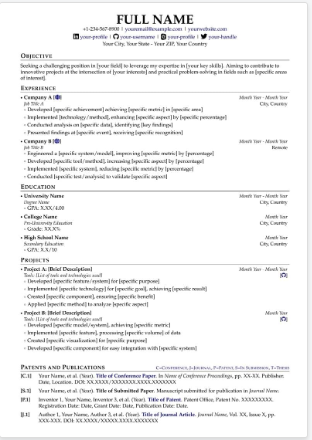 FULL NAME
+1-234-567-8900 | youremail@example.com | yourwebsite.com
your-profile | your-username | your-profile | your-handle
Your City, Your State - Your ZIP, Your Country
OBJECTIVE
Seeking a challenging position in [your field] to leverage my expertise in [your key skills]. Aiming to contribute to
innovative projects at the intersection of [your interests] and practical problem-solving in fields such as [specific areas
of interest].
EXPERIENCE
• Company A Month Year - Month Year
Job Title A City, Country
- Developed [specific achievement] achieving [specific metric] in [specific area]
- Implemented [technology/method], enhancing [specific aspect] by [specific percentage]
- Conducted analysis on [specific data], identifying [key findings]
- Presented findings at [specific event], receiving [specific recognition]
• Company B Month Year - Month Year
Job Title B Remote
- Engineered a [specific system/model], improving [specific metric] by [percentage]
- Developed [specific tool/method], increasing [specific aspect] by [percentage]
- Implemented [specific system], reducing [specific metric] by [percentage]
- Conducted [specific test/analysis] to validate [specific aspect]
EDUCATION
• University Name Month Year - Month Year
Degree Name City, Country
◦ GPA: X.XX/4.00
• College Name Month Year
Pre-University Education City, Country
◦ Grade: XX.X%
• High School Name Month Year
Secondary Education City, Country
◦ GPA: X.X/10
PROJECTS
• Project A: [Brief Description] Month Year - Month Year
Tools: [List of tools and technologies used]
- Developed [specific feature/system] for [specific purpose]
- Implemented [specific technology] for [specific goal], achieving [specific result]
- Created [specific component], ensuring [specific benefit]
- Applied [specific method] to analyze [specific aspect]
• Project B: [Brief Description] Month Year - Month Year
Tools: [List of tools and technologies used]
- Developed [specific model/system], achieving [specific metric]
- Implemented [specific feature], processing [specific volume] of data
- Created [specific visualization] for [specific purpose]
- Developed [specific component] for easy integration with [specific system]
PATENTS AND PUBLICATIONS C=CONFERENCE, J=JOURNAL, P=PATENT, S=IN SUBMISSION, T=THESIS
[C.1] Your Name, et al. (Year). Title of Conference Paper. In Name of Conference Proceedings, pp. XX-XX. Publisher.
Date, Location. DOI: XX.XXXX/
[S.1] Your Name, et al. (Year). Title of Submitted Paper. Manuscript submitted for publication in Journal Name.
[P.1] Inventor 1, Your Name, Inventor 3, et al. (Year). Title of Patent. Patent Office, Patent No. XXXXXXXXX.
Registration Date: Date, Grant Date: Date, Publication Date: Date.
[J.1] Author 1, Your Name, Author 3, et al. (Year). Title of Journal Article. Journal Name, Vol. XX, Issue X, pp.
XXX-XXX. DOI: